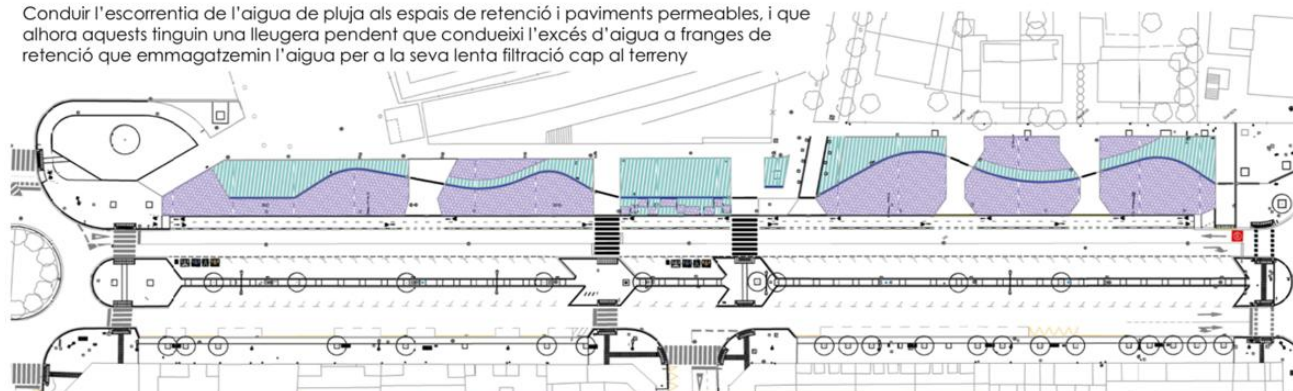 Conduir l’escorrentia de l’aigua de pluja als espais de retenció i paviments permeables, i que
alhora aquests tinguin una lleugera pendent que condueixi l’excés d’aigua a franges de
retenció que emmagatzemin l’aigua per a la seva lenta filtració cap al terreny